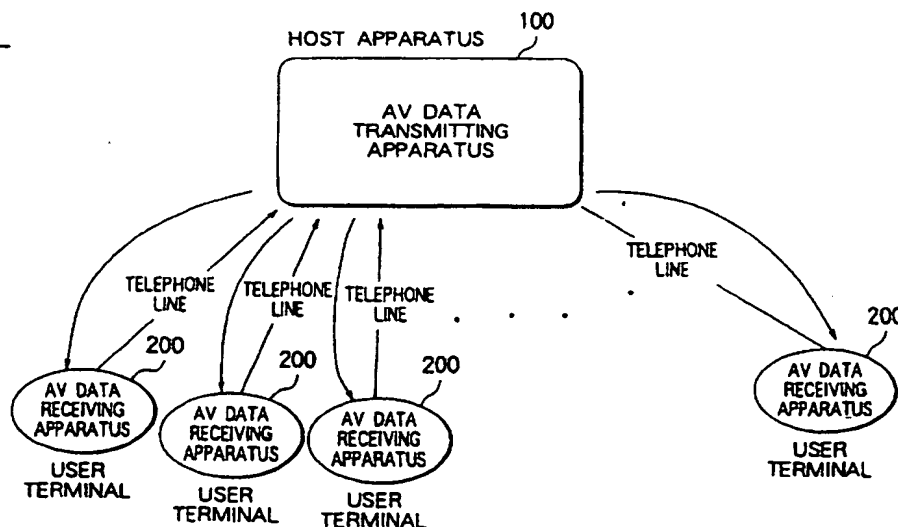 100
HOST APPARATUS
AV DATA
TRANSMITTING
APPARATUS
TELEPHONE
LINE
TELEPHONE
LINE
TELEPHONE
LINE
TELEPHONE
LINE
200
AV DATA
RECEIVING
APPARATUS
USER
TERMINAL
200
AV DATA
RECEIVING
APPARATUS
USER
TERMINAL
200
AV DATA
RECEIVING
APPARATUS
USER
TERMINAL
200
AV DATA
RECEIVING
APPARATUS
USER
TERMINAL